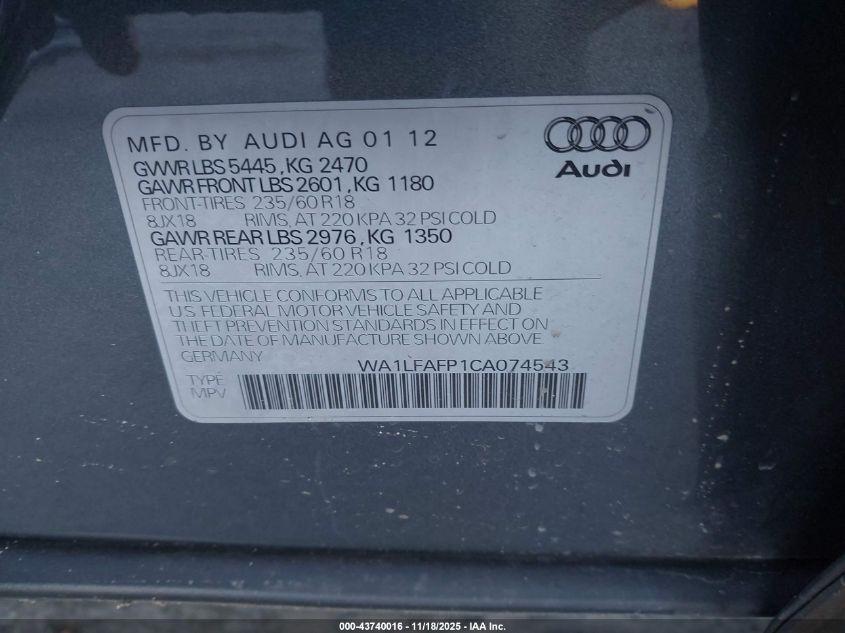 MFD. BY AUDI AG 01 12
GVWR LBS 5445, KG 2470
GAWR FRONT LBS 2601, KG 1180
FRONT-TIRES 235/60 R18
8JX18 RIMS, AT 220 KPA 32 PSI COLD
GAWR REAR LBS 2976, KG 1350
REAR-TIRES 235/60 R18
8JX18 RIMS, AT 220 KPA 32 PSI COLD
Audi
THIS VEHICLE CONFORMS TO ALL APPLICABLE
U.S. FEDERAL MOTOR VEHICLE SAFETY AND
THEFT PREVENTION STANDARDS IN EFFECT ON
THE DATE OF MANUFACTURE SHOWN ABOVE
GERMANY
WA1LFAFP1CA074543
TYPE
MPV
000-43740016 - 11/18/2025 - IAA Inc.